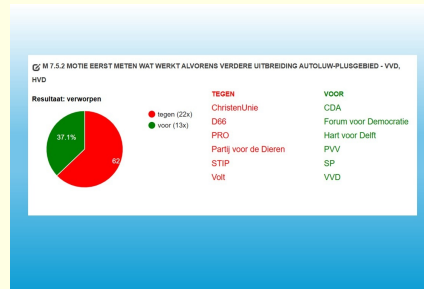 M 7.5.2 MOTIE EERST METEN WAT WERKT ALVORENS VERDERE UITBREIDING AUTOLUW-PLUSGEBIED - VVD,
HVD
Resultaat: verworpen
37.1%
62
tegen (22x)
voor (13x)
TEGEN
ChristenUnie
D66
PRO
Partij voor de Dieren
STIP
Volt
VOOR
CDA
Forum voor Democratie
Hart voor Delft
PVV
SP
VVD